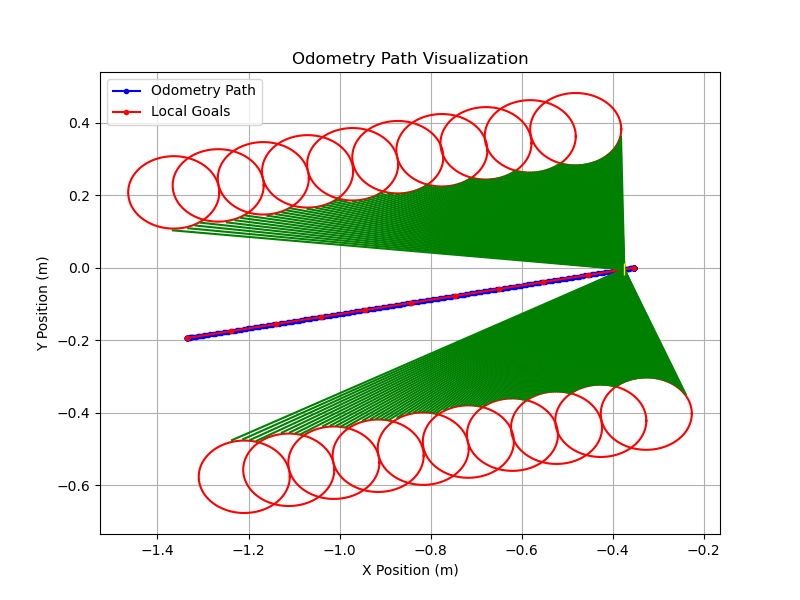 Odometry Path Visualization
Odometry Path
Local Goals
Y Position (m)
0.4
0.2
0.0
−0.2
−0.4
−0.6
−1.4 −1.2 −1.0 −0.8 −0.6 −0.4 −0.2
X Position (m)